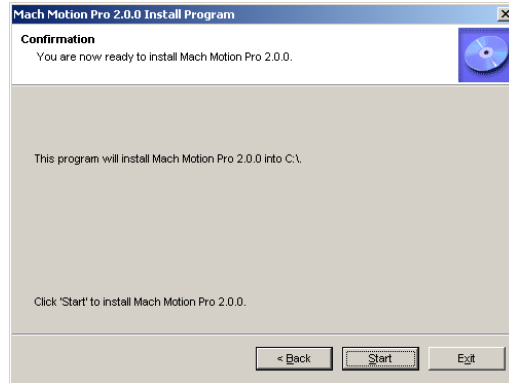 Mach Motion Pro 2.0.0 Install Program
Confirmation
You are now ready to install Mach Motion Pro 2.0.0.
This program will install Mach Motion Pro 2.0.0 into C:\.
Click 'Start' to install Mach Motion Pro 2.0.0.
< Back Start Exit